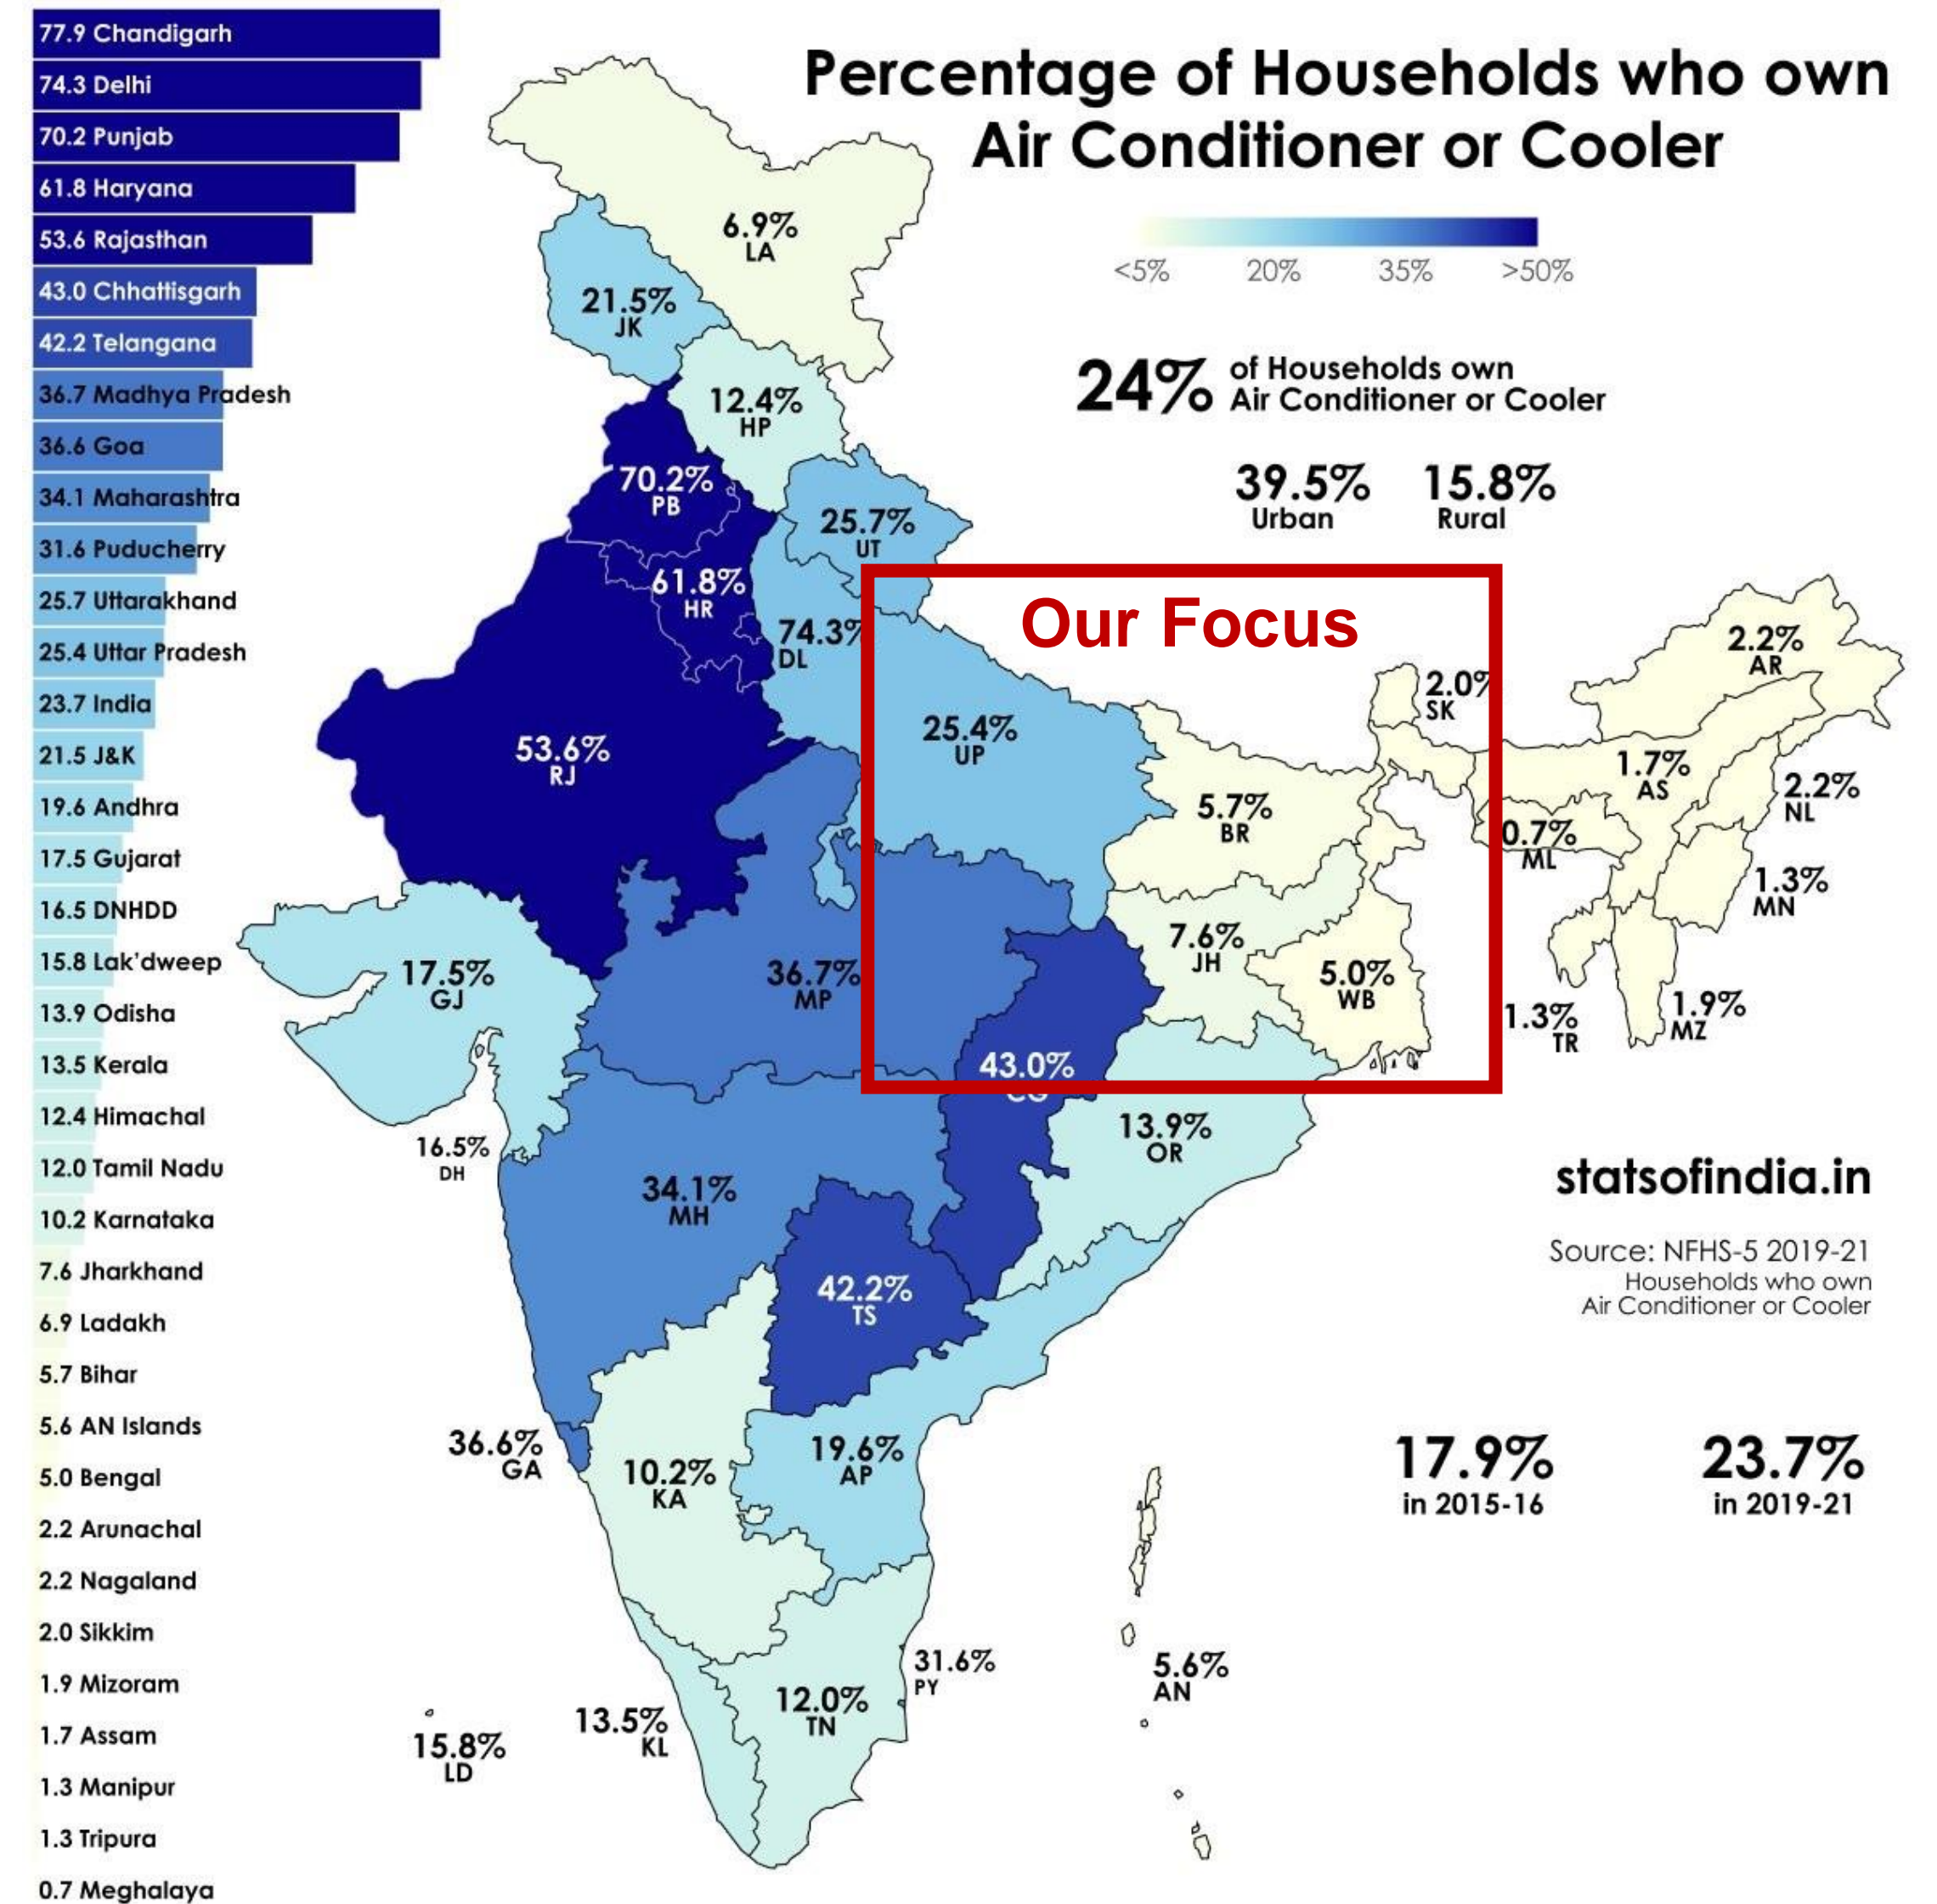 77.9 Chandigarh
74.3 Delhi
70.2 Punjab
61.8 Haryana
53.6 Rajasthan
43.0 Chhattisgarh
42.2 Telangana
36.7 Madhya Pradesh
36.6 Goa
34.1 Maharashtra
31.6 Puducherry
25.7 Uttarakhand
25.4 Uttar Pradesh
23.7 India
21.5 J&K
19.6 Andhra
17.5 Gujarat
16.5 DNHDD
15.8 Lak'dweep
13.9 Odisha
13.5 Kerala
12.4 Himachal
12.0 Tamil Nadu
10.2 Karnataka
7.6 Jharkhand
6.9 Ladakh
5.7 Bihar
5.6 AN Islands
5.0 Bengal
2.2 Arunachal
2.2 Nagaland
2.0 Sikkim
1.9 Mizoram
1.7 Assam
1.3 Manipur
1.3 Tripura
0.7 Meghalaya
Percentage of Households who own
Air Conditioner or Cooler
<5% 20% 35% >50%
24% of Households own
Air Conditioner or Cooler
39.5% 15.8%
Urban Rural
6.9%
LA
21.5%
JK
12.4%
HP
70.2%
PB
25.7%
UT
61.8%
HR
74.3%
DL
Our Focus
2.2%
AR
2.0%
SK
53.6%
RJ
25.4%
UP
1.7%
AS
2.2%
NL
5.7%
BR
0.7%
ML
1.3%
MN
7.6%
JH
17.5%
GJ
36.7%
MP
5.0%
WB
1.3%
TR
1.9%
MZ
43.0%
CG
13.9%
OR
16.5%
DH
34.1%
MH
42.2%
TS
statsofindia.in
Source: NFHS-5 2019-21
Households who own
Air Conditioner or Cooler
36.6%
GA
10.2%
KA
19.6%
AP
17.9% 23.7%
in 2015-16 in 2019-21
31.6%
PY
5.6%
AN
12.0%
TN
13.5%
KL
15.8%
LD